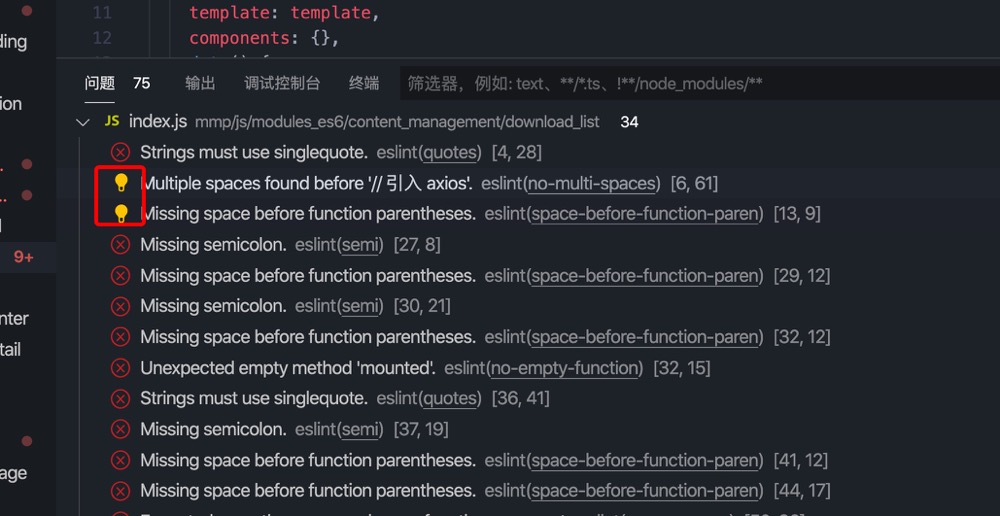 11 template: template,
12 components: {},
ding
tion
9+
nter
tail
age
问题 75 输出 调试控制台 终端 筛选器，例如: text、**/*.ts、!**/node_modules/**
JS index.js mmp/js/modules_es6/content_management/download_list 34
Strings must use singlequote. eslint(quotes) [4, 28]
Multiple spaces found before '// 引入 axios'. eslint(no-multi-spaces) [6, 61]
Missing space before function parentheses. eslint(space-before-function-paren) [13, 9]
Missing semicolon. eslint(semi) [27, 8]
Missing space before function parentheses. eslint(space-before-function-paren) [29, 12]
Missing semicolon. eslint(semi) [30, 21]
Missing space before function parentheses. eslint(space-before-function-paren) [32, 12]
Unexpected empty method 'mounted'. eslint(no-empty-function) [32, 15]
Strings must use singlequote. eslint(quotes) [36, 41]
Missing semicolon. eslint(semi) [37, 19]
Missing space before function parentheses. eslint(space-before-function-paren) [41, 12]
Missing space before function parentheses. eslint(space-before-function-paren) [44, 17]